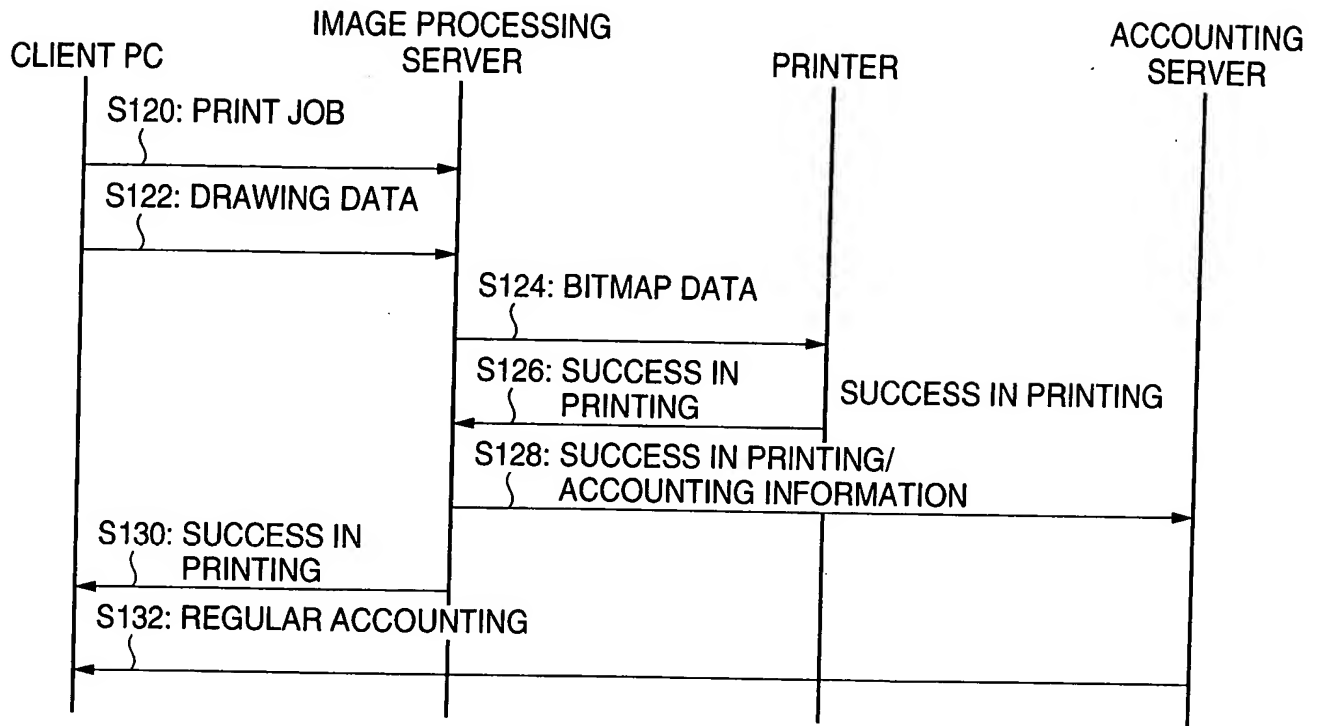 CLIENT PC
IMAGE PROCESSING
SERVER
PRINTER
ACCOUNTING
SERVER
S120: PRINT JOB
S122: DRAWING DATA
S124: BITMAP DATA
S126: SUCCESS IN
PRINTING
SUCCESS IN PRINTING
S128: SUCCESS IN PRINTING/
ACCOUNTING INFORMATION
S130: SUCCESS IN
PRINTING
S132: REGULAR ACCOUNTING